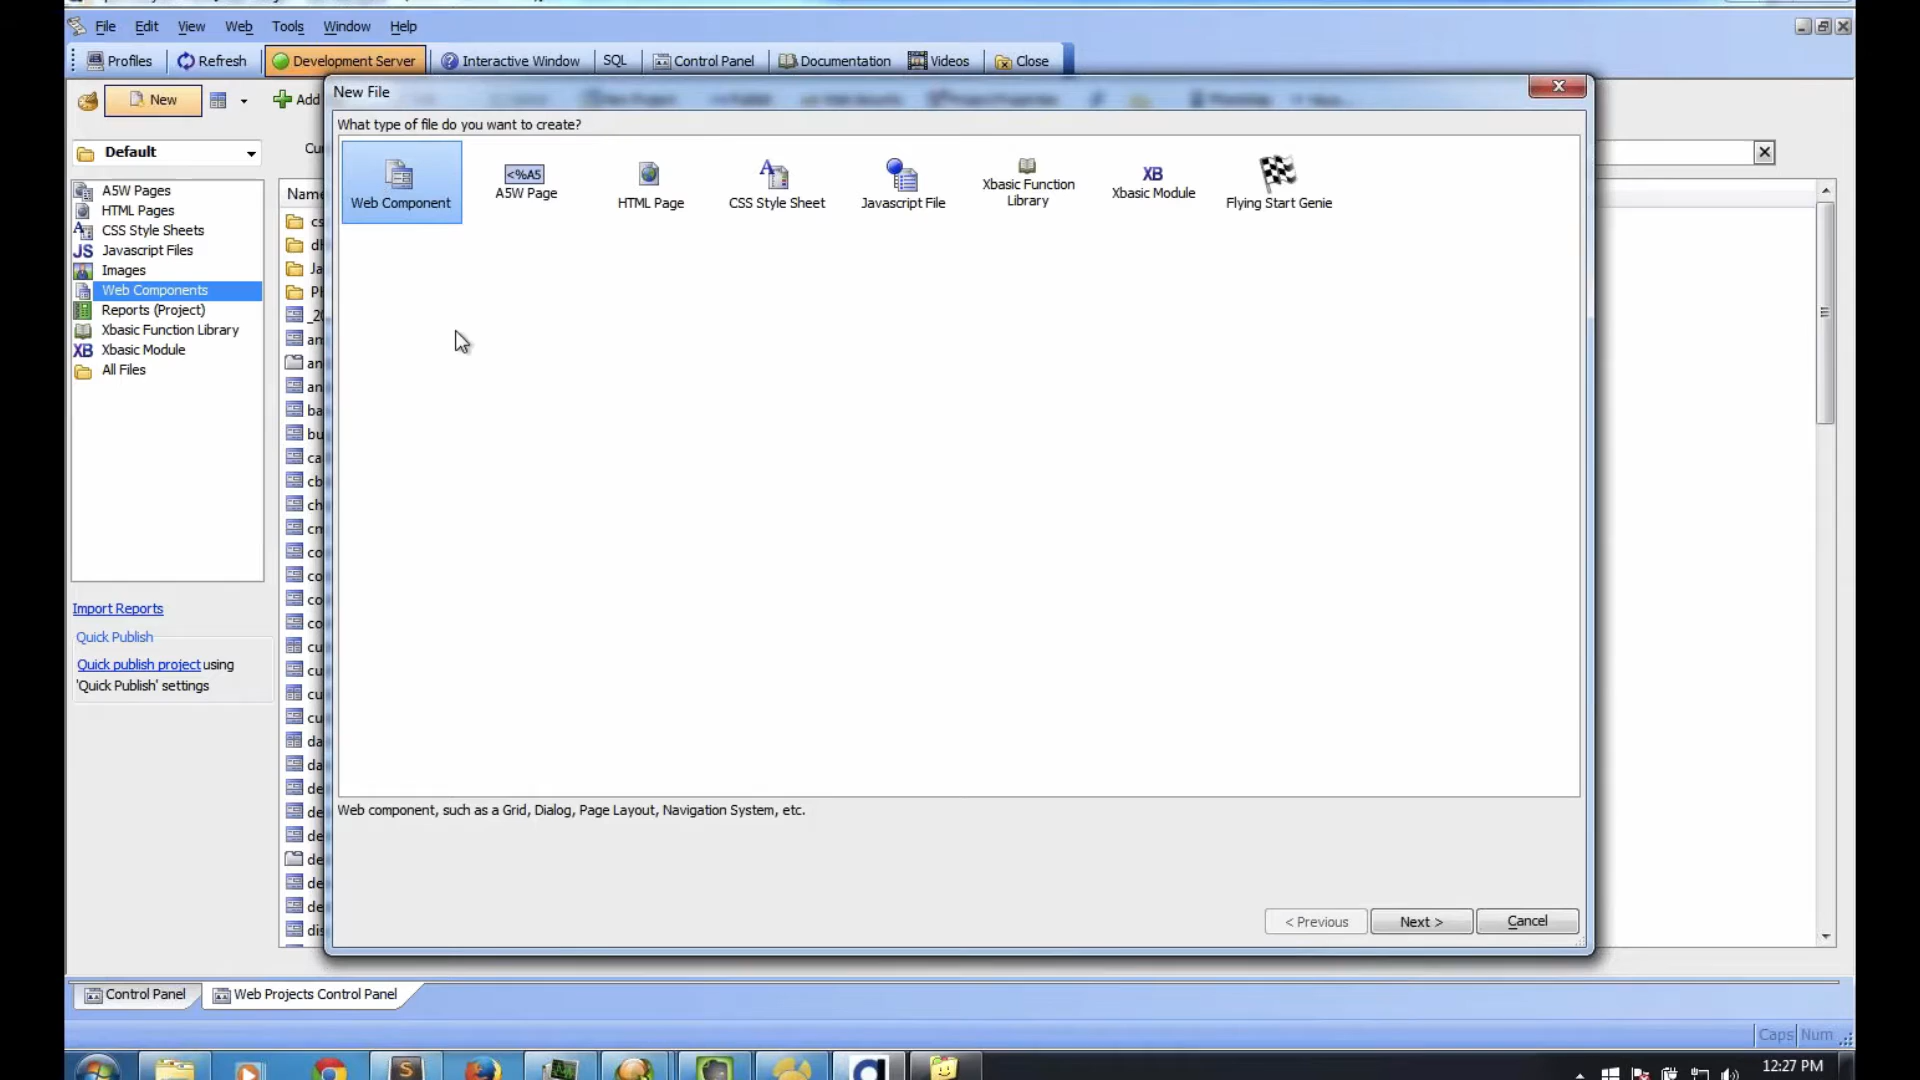 File Edit View Web Tools Window Help
Profiles Refresh Development Server Interactive Window SQL Control Panel Documentation Videos Close
New Add
New File
What type of file do you want to create?
Default
Web Component
<%A5
A5W Page
HTML Page
CSS Style Sheet
Javascript File
Xbasic Function
Library
XB
Xbasic Module
Flying Start Genie
A5W Pages
HTML Pages
CSS Style Sheets
JS Javascript Files
Images
Web Components
Reports (Project)
Xbasic Function Library
XB Xbasic Module
All Files
Import Reports
Quick Publish
Quick publish project using
'Quick Publish' settings
Name
Web component, such as a Grid, Dialog, Page Layout, Navigation System, etc.
< Previous Next > Cancel
Control Panel Web Projects Control Panel
Caps Num
12:27 PM